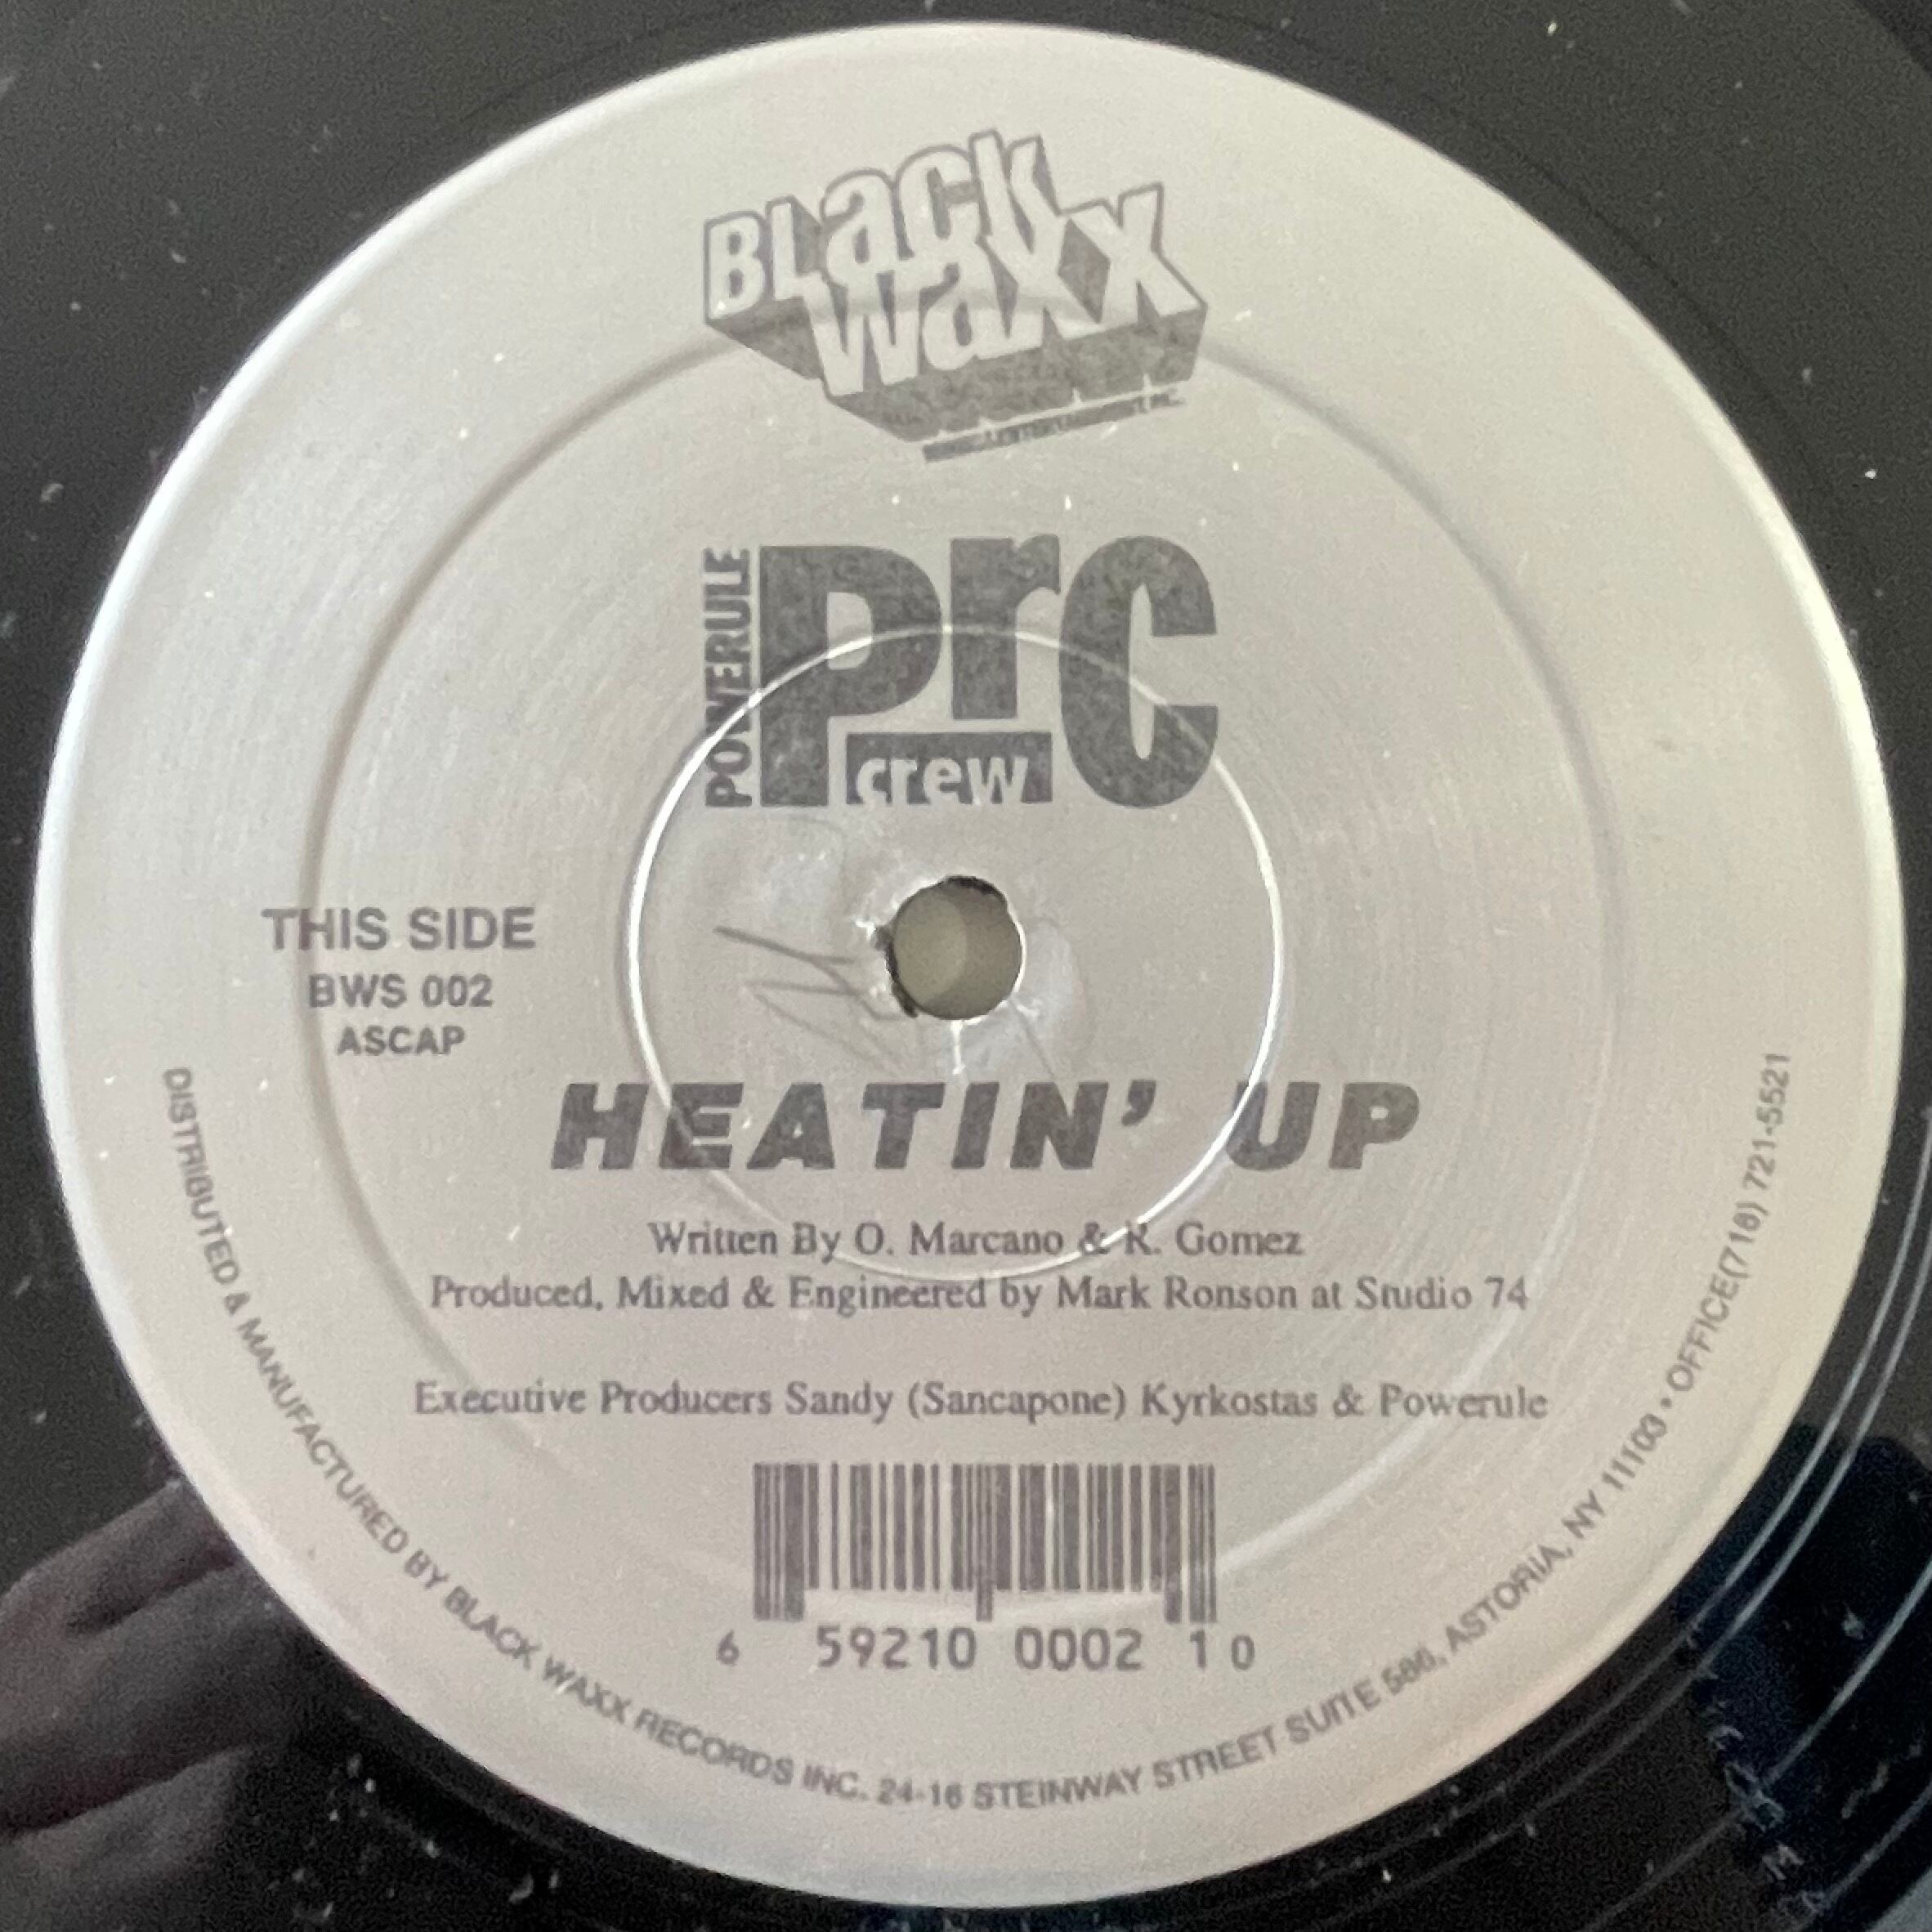 BLack
Waxx
POWERULE
prc
crew
THIS SIDE
BWS 002
ASCAP
HEATIN' UP
Written By O. Marcano & R. Gomez
Produced, Mixed & Engineered by Mark Ronson at Studio 74
Executive Producers Sandy (Sancapone) Kyrkostas & Powerule
6 59210 0002 1 0
DISTRIBUTED & MANUFACTURED BY BLACK WAXX RECORDS INC. 24-16 STEINWAY STREET SUITE ASTORIA, NY 11103 • OFFICE(718) 721-5521